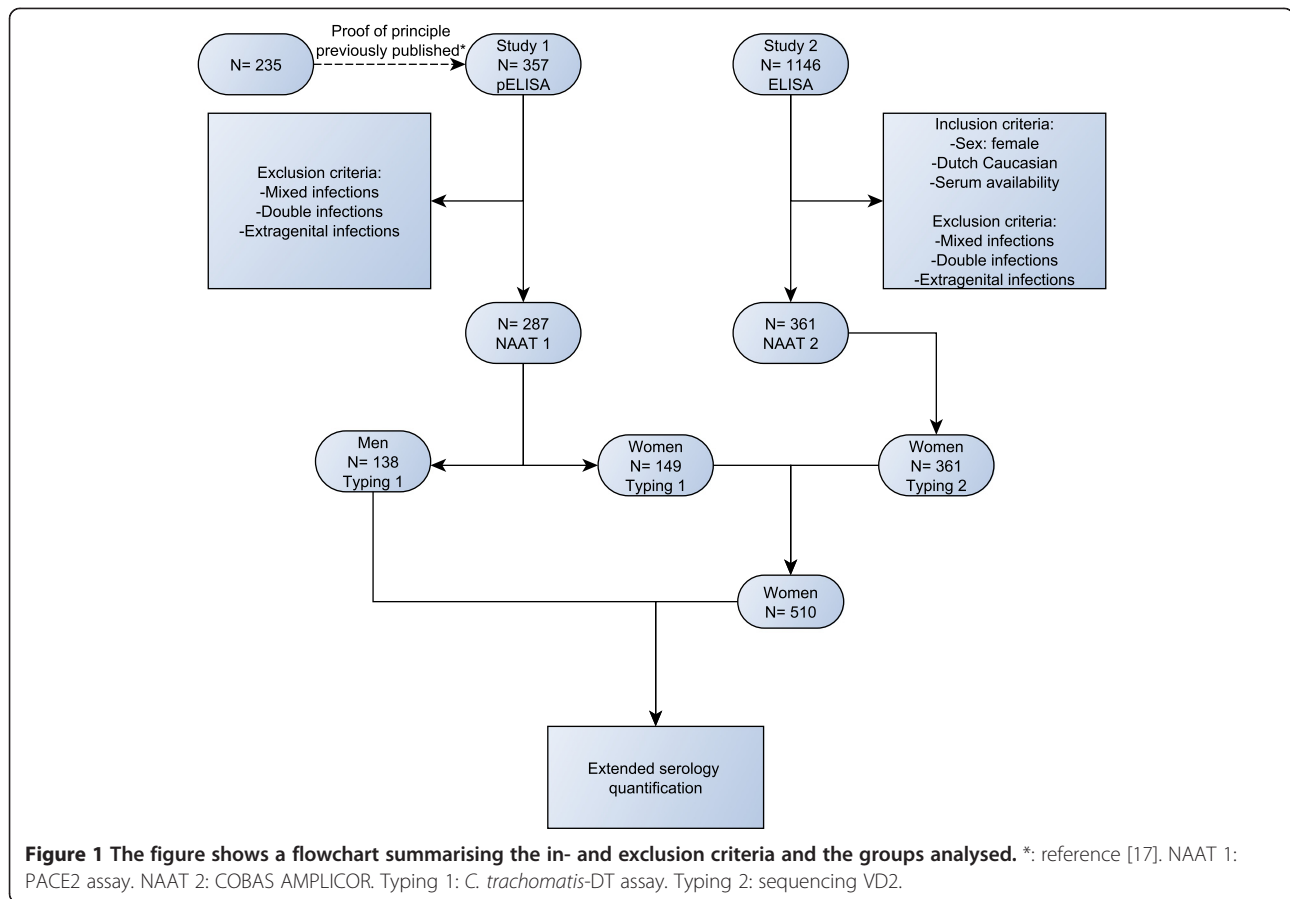 Proof of principle
previously published*
N= 235
Study 1
N= 357
pELISA
Study 2
N= 1146
ELISA
Exclusion criteria:
-Mixed infections
-Double infections
-Extragenital infections
Inclusion criteria:
-Sex: female
-Dutch Caucasian
-Serum availability
Exclusion criteria:
-Mixed infections
-Double infections
-Extragenital infections
N= 287
NAAT 1
N= 361
NAAT 2
Men
N= 138
Typing 1
Women
N= 149
Typing 1
Women
N= 361
Typing 2
Women
N= 510
Extended serology
quantification
Figure 1 The figure shows a flowchart summarising the in- and exclusion criteria and the groups analysed. *: reference [17]. NAAT 1:
PACE2 assay. NAAT 2: COBAS AMPLICOR. Typing 1: C. trachomatis-DT assay. Typing 2: sequencing VD2.